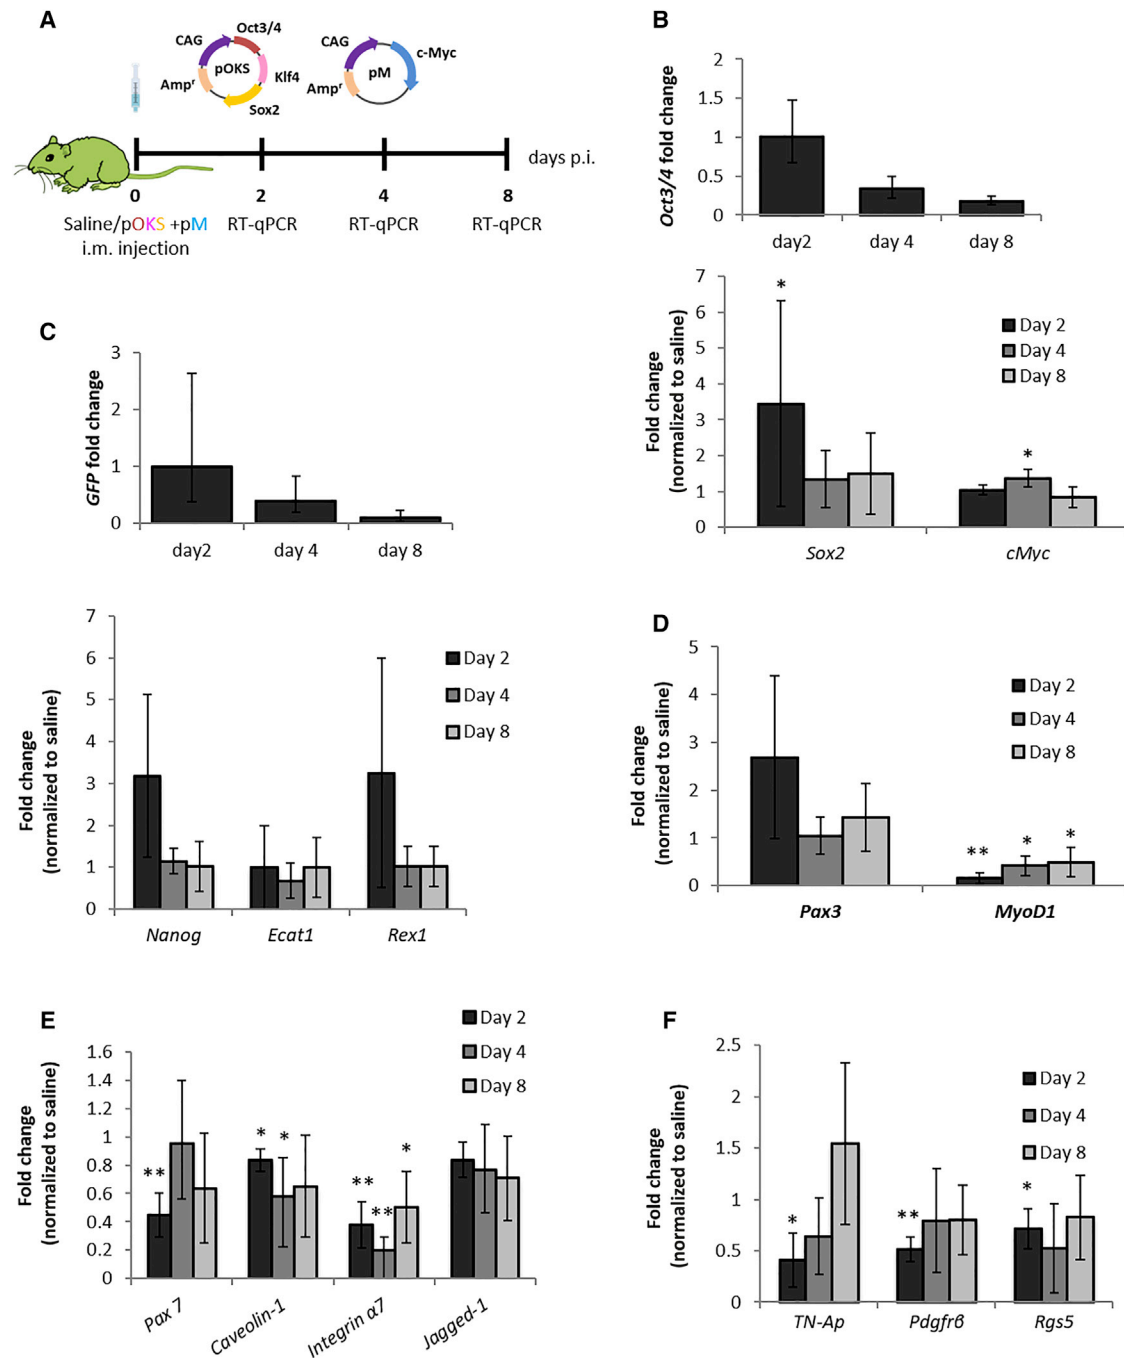 A
CAG
Oct3/4
pOKS
Klf4
Sox2
Ampʳ
CAG
c-Myc
pM
Ampʳ
days p.i.
0 2 4 8
Saline/pOKS +pM RT-qPCR RT-qPCR RT-qPCR
i.m. injection
B
Oct3/4 fold change
2
1.5
1
0.5
0
day2 day 4 day 8
Fold change
(normalized to saline)
7
6
5
4
3
2
1
0
*
*
Day 2
Day 4
Day 8
Sox2 cMyc
C
GFP fold change
3
2
1
0
day2 day 4 day 8
Fold change
(normalized to saline)
7
6
5
4
3
2
1
0
Day 2
Day 4
Day 8
Nanog Ecat1 Rex1
D
Fold change
(normalized to saline)
5
4
3
2
1
0
Day 2
Day 4
Day 8
** * *
Pax3 MyoD1
E
Fold change
(normalized to saline)
1.6
1.4
1.2
1
0.8
0.6
0.4
0.2
0
Day 2
Day 4
Day 8
** * * ** ** *
Pax 7 Caveolin-1 Integrin α7 Jagged-1
F
Fold change
(normalized to saline)
2.5
2
1.5
1
0.5
0
Day 2
Day 4
Day 8
* ** *
TN-Ap Pdgfrβ Rgs5